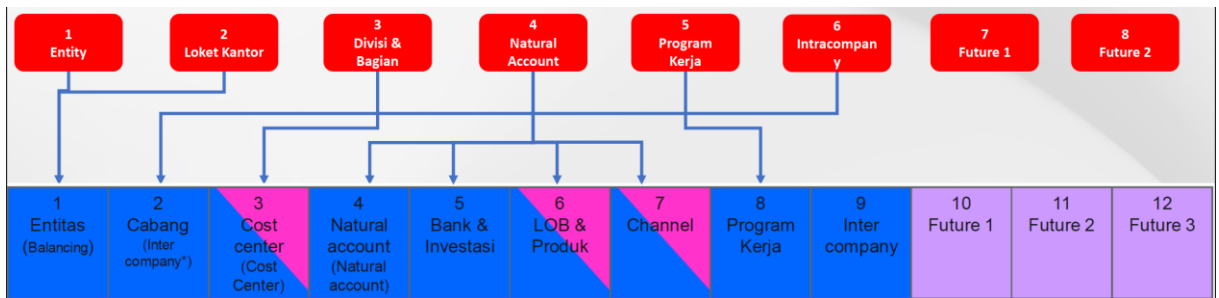 1
Entity
2
Loket Kantor
3
Divisi &
Bagian
4
Natural
Account
5
Program
Kerja
6
Intracompan
y
7
Future 1
8
Future 2
1
Entitas
(Balancing)
2
Cabang
(Inter
company*)
3
Cost
center
(Cost
Center)
4
Natural
account
(Natural
account)
5
Bank &
Investasi
6
LOB &
Produk
7
Channel
8
Program
Kerja
9
Inter
company
10
Future 1
11
Future 2
12
Future 3